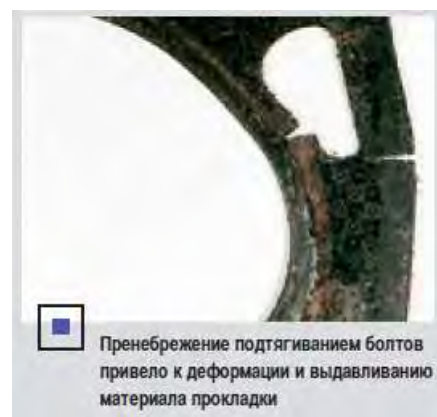 Пренебрежение подтягиванием болтов
привело к деформации и выдавливанию
материала прокладки